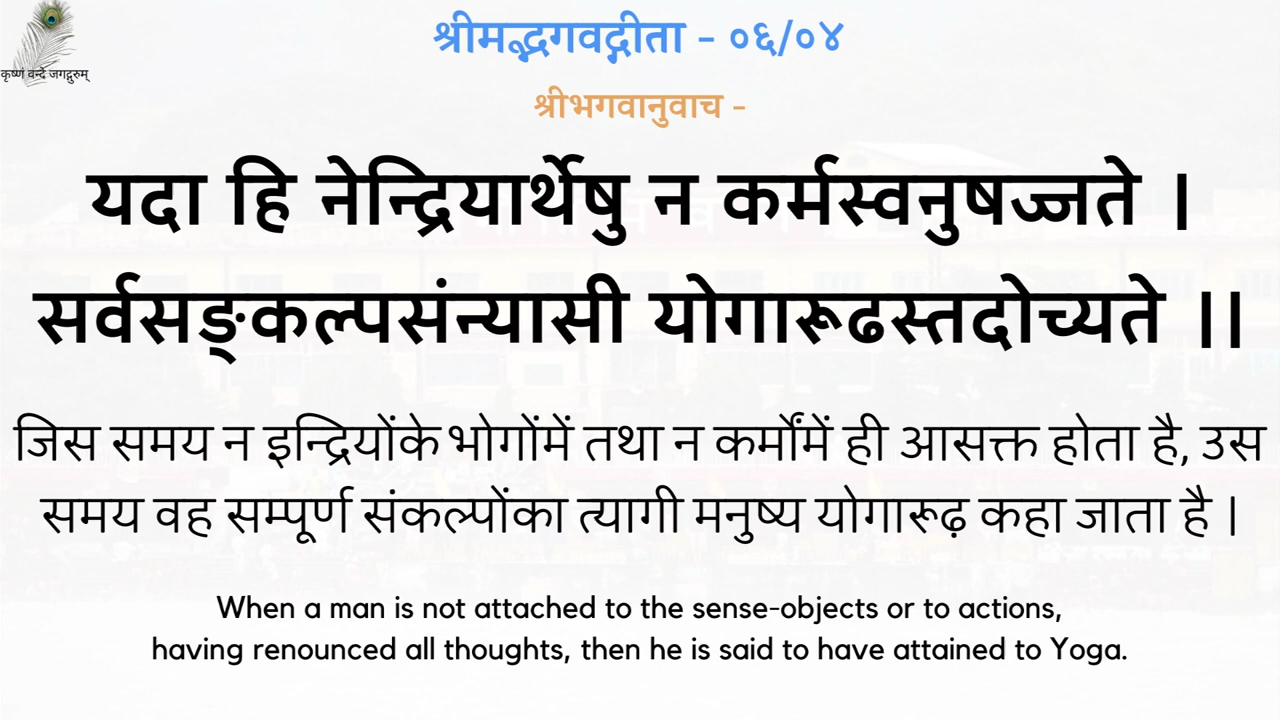 कृष्णं वन्दे जगद्गुरुम्
श्रीमद्भगवद्गीता - ०६/०४
श्रीभगवानुवाच -
यदा हि नेन्द्रियार्थेषु न कर्मस्वनुषज्जते ।
सर्वसङ्कल्पसंन्यासी योगारूढस्तदोच्यते ।।
जिस समय न इन्द्रियोंके भोगोंमें तथा न कर्मोंमें ही आसक्त होता है, उस
समय वह सम्पूर्ण संकल्पोंका त्यागी मनुष्य योगारूढ़ कहा जाता है |
When a man is not attached to the sense-objects or to actions,
having renounced all thoughts, then he is said to have attained to Yoga.